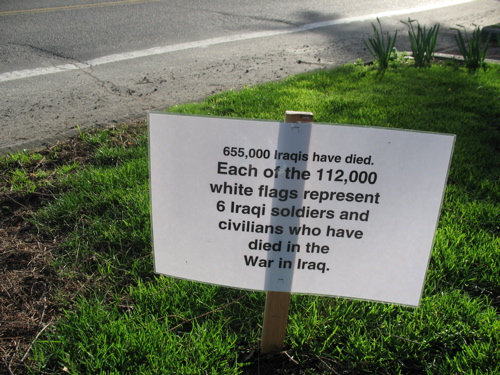 655,000 Iraqis have died.
Each of the 112,000
white flags represent
6 Iraqi soldiers and
civilians who have
died in the
War in Iraq.